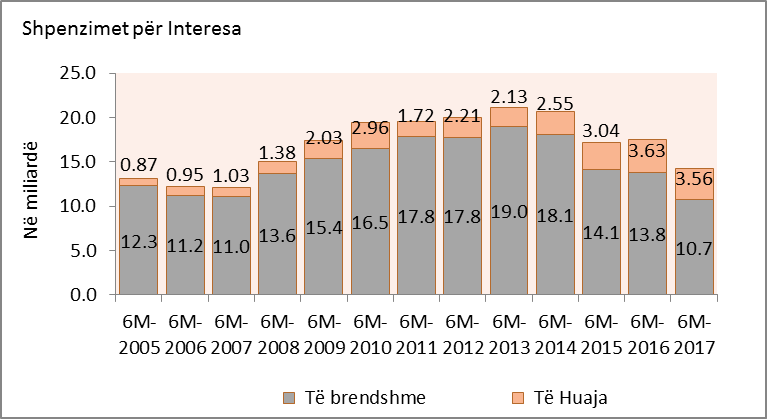 Shpenzimet për Interesa
Në miliardë
25.0
20.0
15.0
10.0
5.0
0.0
0.87 0.95 1.03 1.38 2.03 2.96 1.72 2.21 2.13 2.55 3.04 3.63 3.56
12.3 11.2 11.0 13.6 15.4 16.5 17.8 17.8 19.0 18.1 14.1 13.8 10.7
6M- 6M- 6M- 6M- 6M- 6M- 6M- 6M- 6M- 6M- 6M- 6M- 6M-
2005 2006 2007 2008 2009 2010 2011 2012 2013 2014 2015 2016 2017
Të brendshme Të Huaja